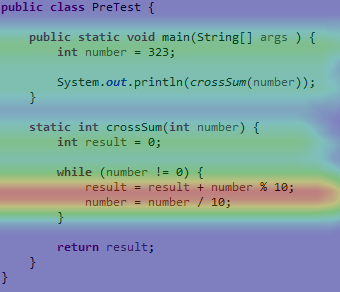 public class PreTest {
public static void main(String[] args ) {
int number = 323;
System.out.println(crossSum(number));
}
static int crossSum(int number) {
int result = 0;
while (number != 0) {
result = result + number % 10;
number = number / 10;
}
return result;
}
}